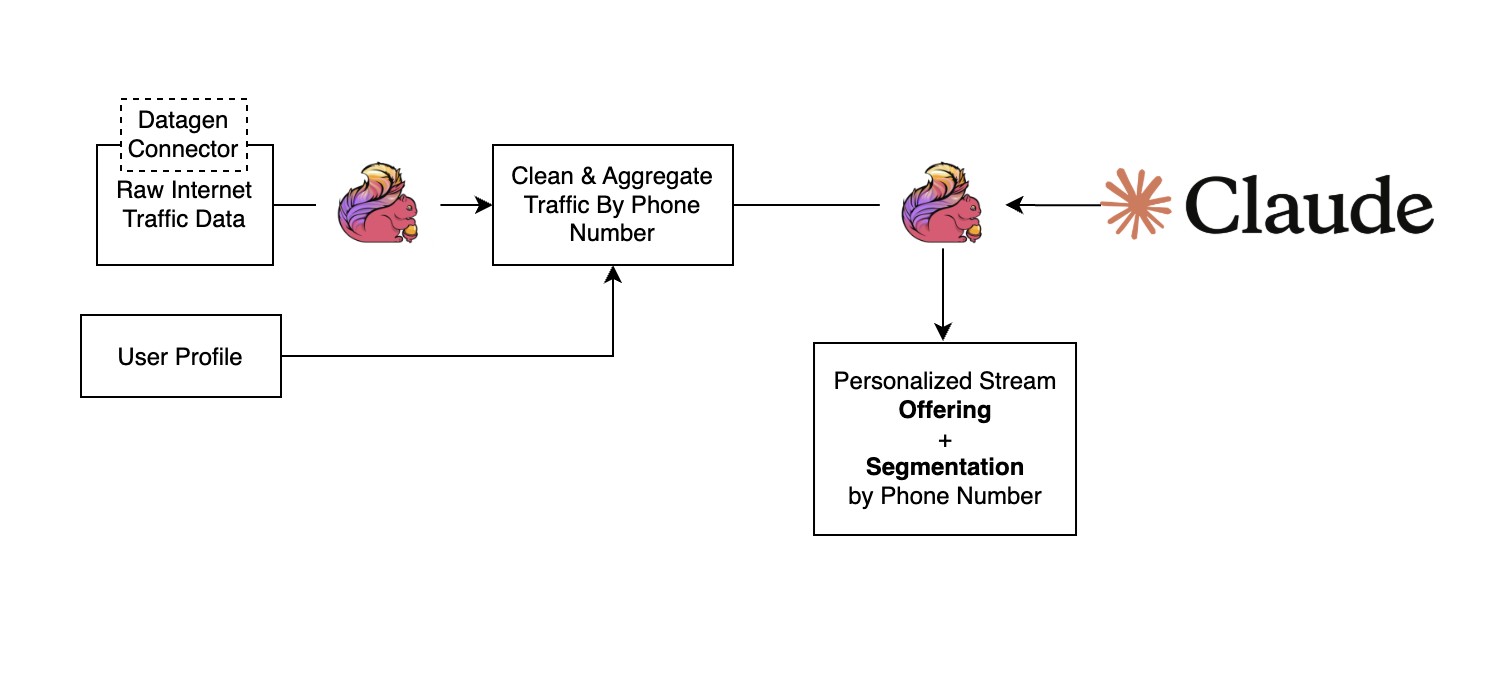 Datagen
Connector
Raw Internet
Traffic Data
Clean & Aggregate
Traffic By Phone
Number
Claude
User Profile
Personalized Stream
Offering
+
Segmentation
by Phone Number